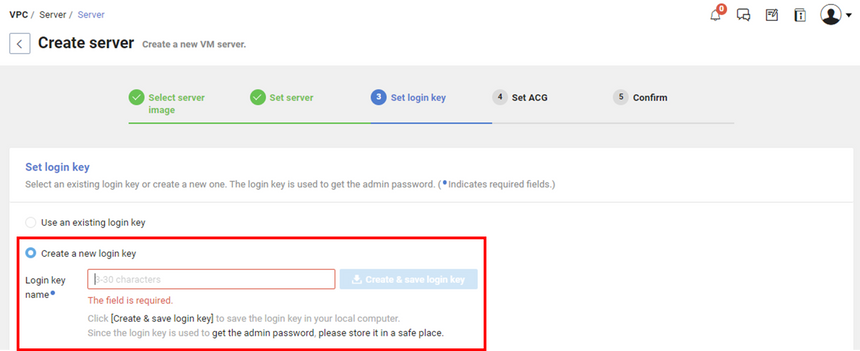 VPC / Server / Server
0
Create server Create a new VM server.
Select server image
Set server
3 Set login key
4 Set ACG
5 Confirm
Set login key
Select an existing login key or create a new one. The login key is used to get the admin password. (•Indicates required fields.)
Use an existing login key
Create a new login key
Login key name•
3-30 characters
Create & save login key
The field is required.
Click [Create & save login key] to save the login key in your local computer.
Since the login key is used to get the admin password, please store it in a safe place.